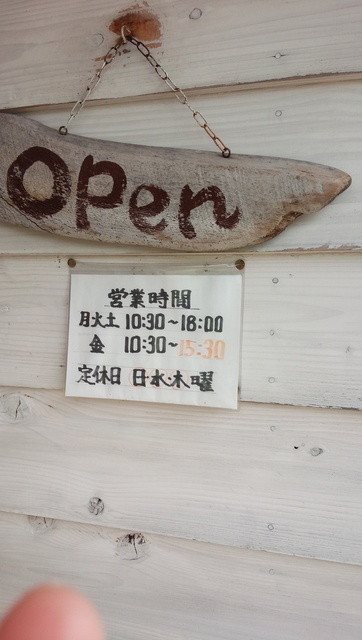 open
営業時間
月火土 10:30~18:00
金 10:30~15:30
定休日 日・水・木曜